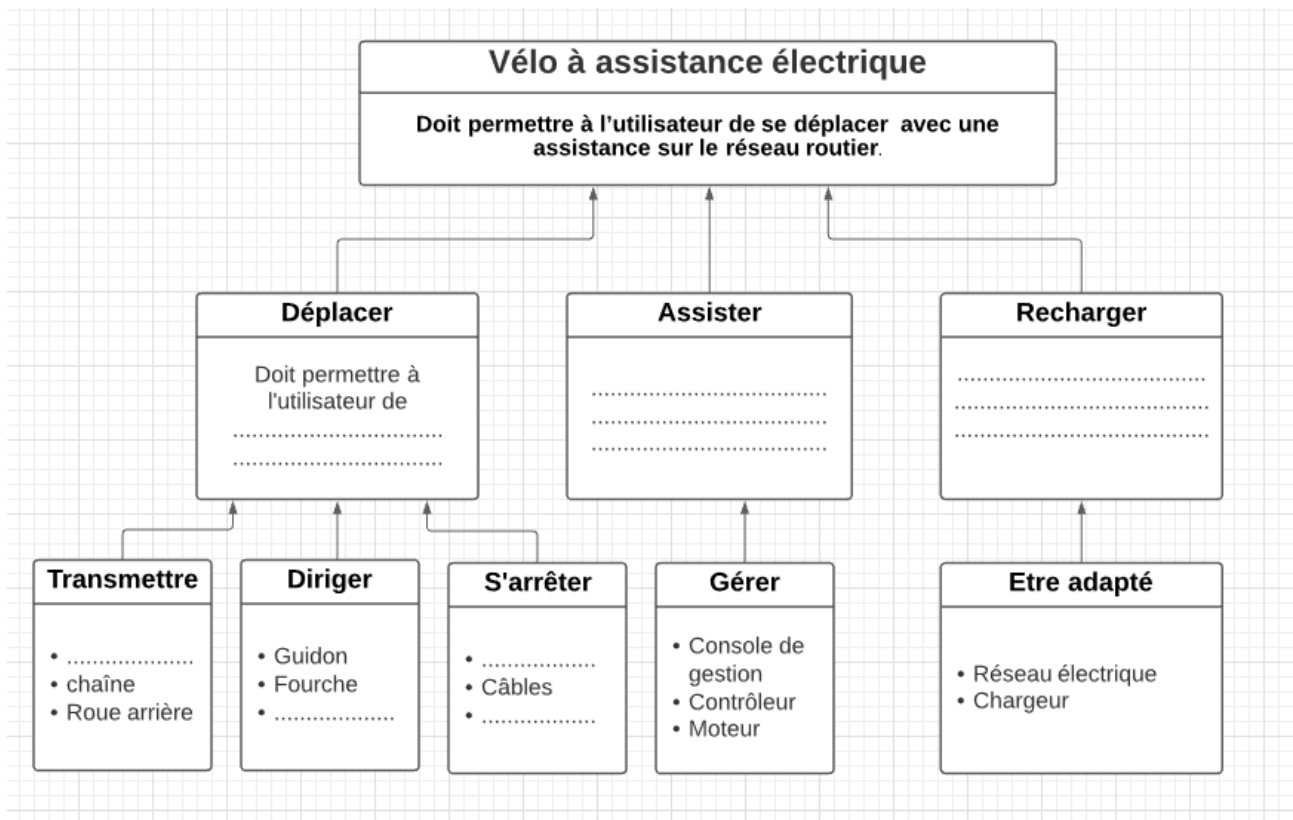 Vélo à assistance électrique
Doit permettre à l’utilisateur de se déplacer avec une
assistance sur le réseau routier.
Déplacer
Doit permettre à
l'utilisateur de
....................................
....................................
Assister
........................................
........................................
........................................
Recharger
..........................................
..........................................
..........................................
Transmettre
• .....................
chaîne
• Roue arrière
Diriger
• Guidon
• Fourche
• ....................
S'arrêter
• ...................
• Câbles
• ...................
Gérer
• Console de
gestion
• Contrôleur
• Moteur
Etre adapté
• Réseau électrique
• Chargeur